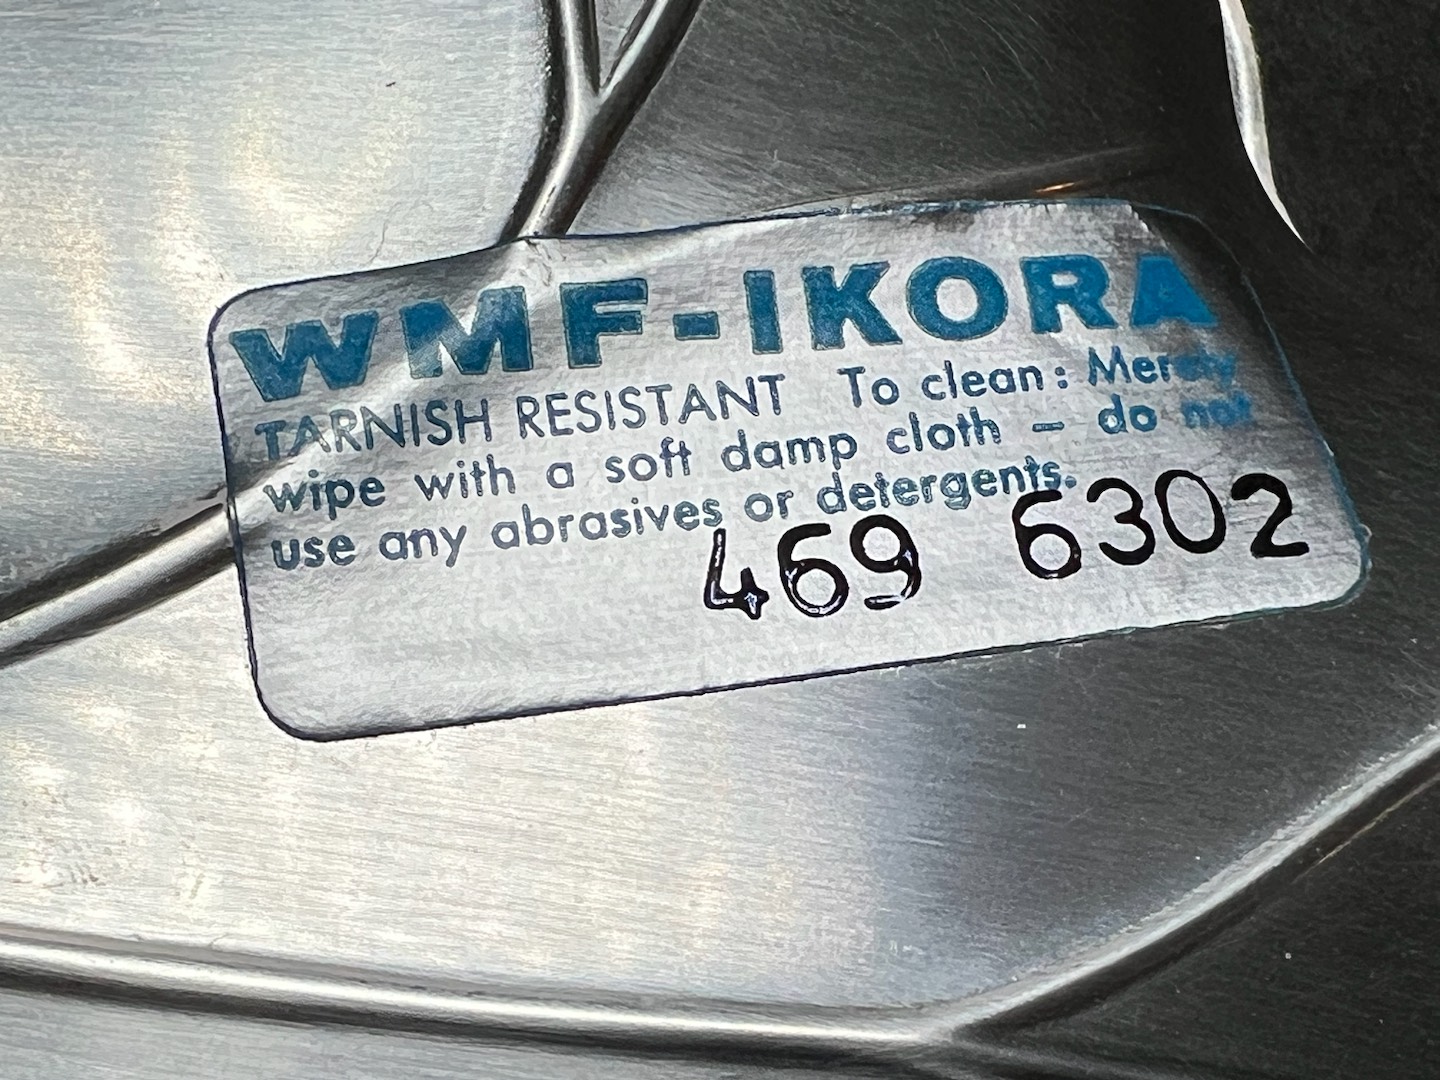 WMF-IKORA
TARNISH RESISTANT To clean: Merely
wipe with a soft damp cloth – do not
use any abrasives or detergents.
469 6302